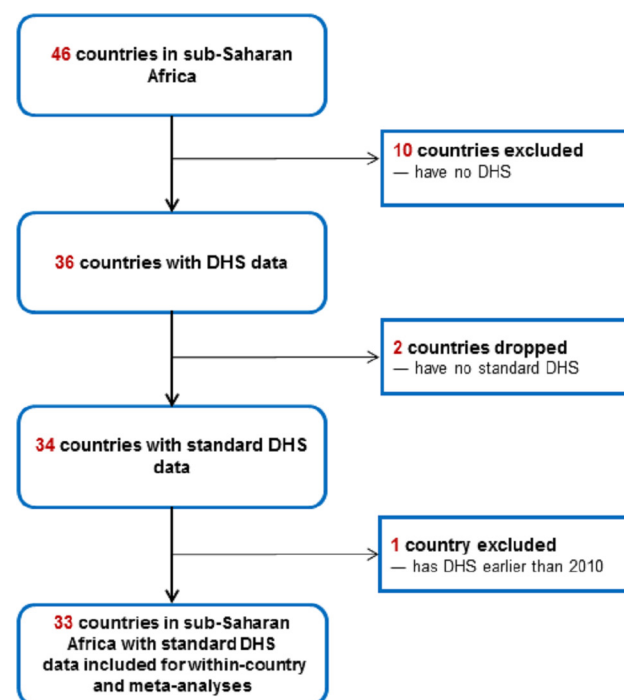 46 countries in sub-Saharan
Africa
10 countries excluded
— have no DHS
36 countries with DHS data
2 countries dropped
— have no standard DHS
34 countries with standard DHS
data
1 country excluded
— has DHS earlier than 2010
33 countries in sub-Saharan
Africa with standard DHS
data included for within-country
and meta-analyses